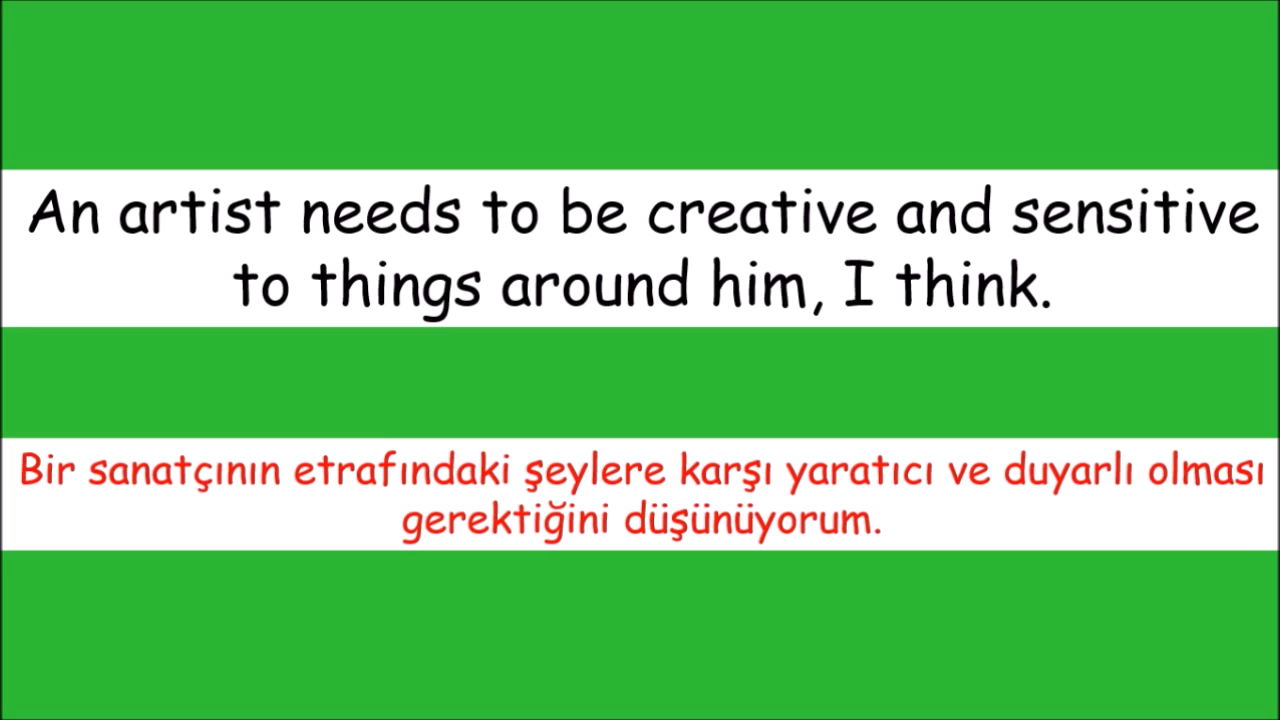 An artist needs to be creative and sensitive
to things around him, I think.
Bir sanatçının etrafındaki şeylere karşı yaratıcı ve duyarlı olması
gerektiğini düşünüyorum.